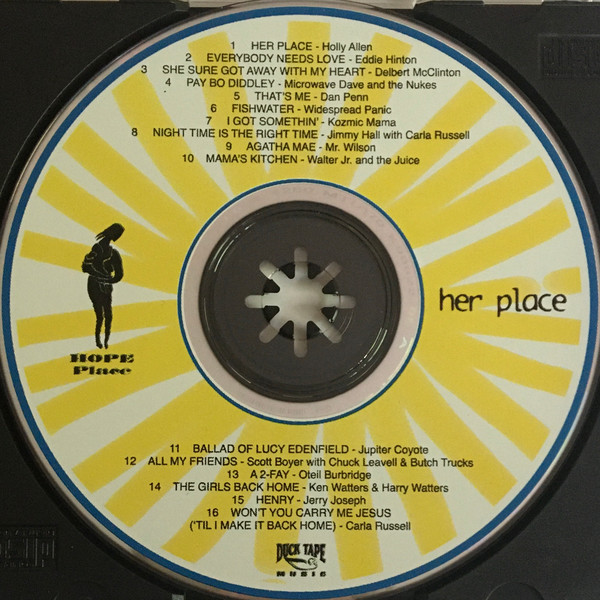 1 HER PLACE - Holly Allen
2 EVERYBODY NEEDS LOVE - Eddie Hinton
3 SHE SURE GOT AWAY WITH MY HEART - Delbert McClinton
4 PAY BO DIDDLEY - Microwave Dave and the Nukes
5 THAT'S ME - Dan Penn
6 FISHWATER - Widespread Panic
7 I GOT SOMETHIN' - Kozmic Mama
8 NIGHT TIME IS THE RIGHT TIME - Jimmy Hall with Carla Russell
9 AGATHA MAE - Mr. Wilson
10 MAMA'S KITCHEN - Walter Jr. and the Juice
her place
HOPE
Place
11 BALLAD OF LUCY EDENFIELD - Jupiter Coyote
12 ALL MY FRIENDS - Scott Boyer with Chuck Leavell & Butch Trucks
13 A 2-FAY - Oteil Burbridge
14 THE GIRLS BACK HOME - Ken Watters & Harry Watters
15 HENRY - Jerry Joseph
16 WON'T YOU CARRY ME JESUS
('TIL I MAKE IT BACK HOME) - Carla Russell
DUCK TAPE
MUSIC